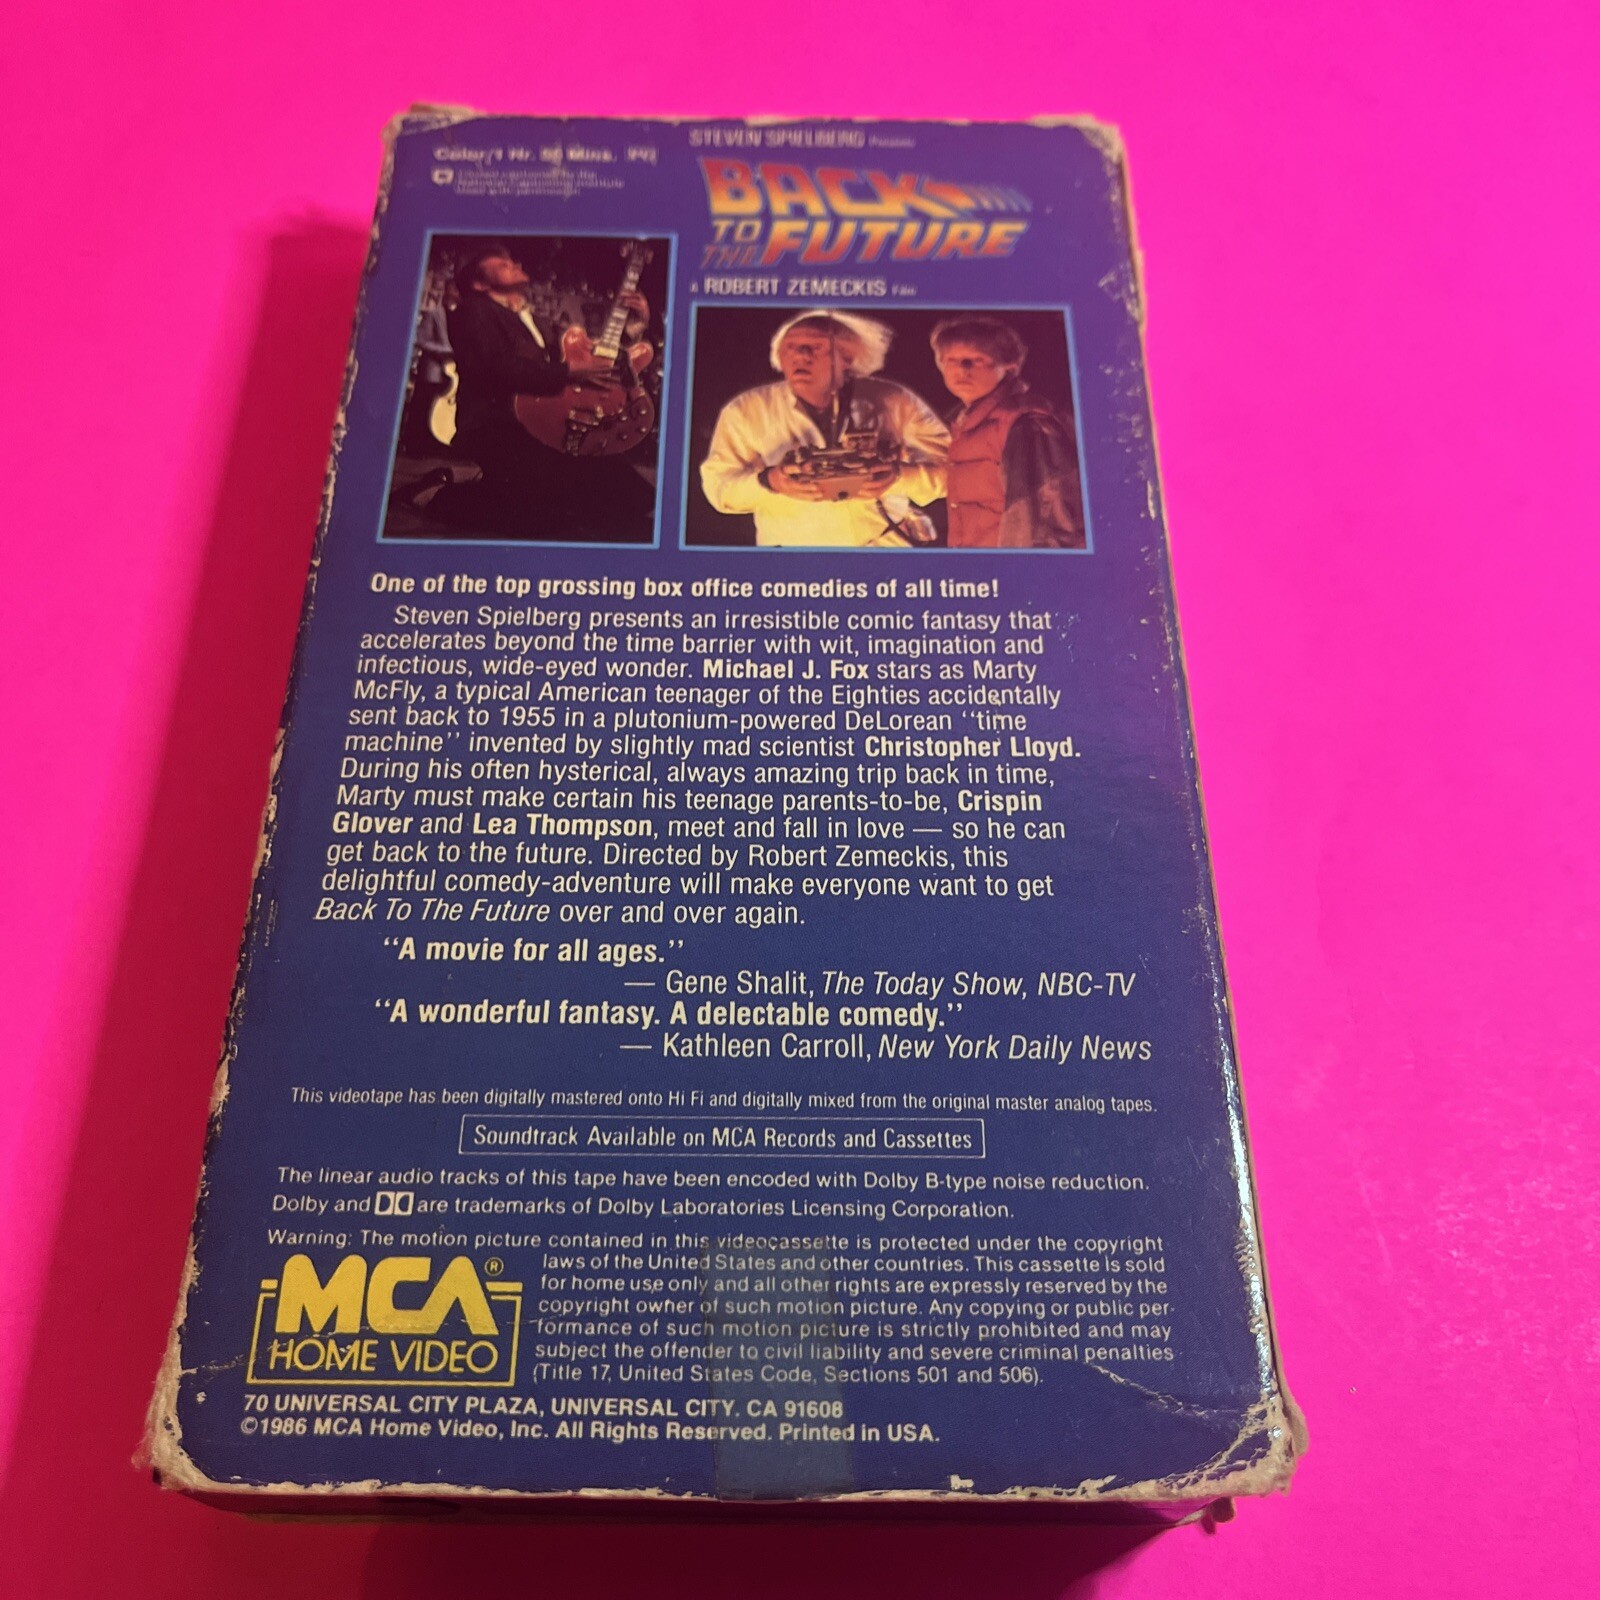 Color/1 Hr. Mins.
STEVEN SPIELBERG Presents
BACK
TO
THE FUTURE
A ROBERT ZEMECKIS Film
One of the top grossing box office comedies of all time!
Steven Spielberg presents an irresistible comic fantasy that
accelerates beyond the time barrier with wit, imagination and
infectious, wide-eyed wonder. Michael J. Fox stars as Marty
McFly, a typical American teenager of the Eighties accidentally
sent back to 1955 in a plutonium-powered DeLorean ‘‘time
machine’’ invented by slightly mad scientist Christopher Lloyd.
During his often hysterical, always amazing trip back in time,
Marty must make certain his teenage parents-to-be, Crispin
Glover and Lea Thompson, meet and fall in love — so he can
get back to the future. Directed by Robert Zemeckis, this
delightful comedy-adventure will make everyone want to get
Back To The Future over and over again.
‘‘A movie for all ages.’’
— Gene Shalit, The Today Show, NBC-TV
‘‘A wonderful fantasy. A delectable comedy.’’
— Kathleen Carroll, New York Daily News
This videotape has been digitally mastered onto Hi Fi and digitally mixed from the original master analog tapes.
Soundtrack Available on MCA Records and Cassettes
The linear audio tracks of this tape have been encoded with Dolby B-type noise reduction.
Dolby and are trademarks of Dolby Laboratories Licensing Corporation.
Warning: The motion picture contained in this videocassette is protected under the copyright
laws of the United States and other countries. This cassette is sold
for home use only and all other rights are expressly reserved by the
copyright owner of such motion picture. Any copying or public per-
formance of such motion picture is strictly prohibited and may
subject the offender to civil liability and severe criminal penalties
(Title 17, United States Code, Sections 501 and 506).
MCA®
HOME VIDEO
70 UNIVERSAL CITY PLAZA, UNIVERSAL CITY. CA 91608
©1986 MCA Home Video, Inc. All Rights Reserved. Printed in USA.